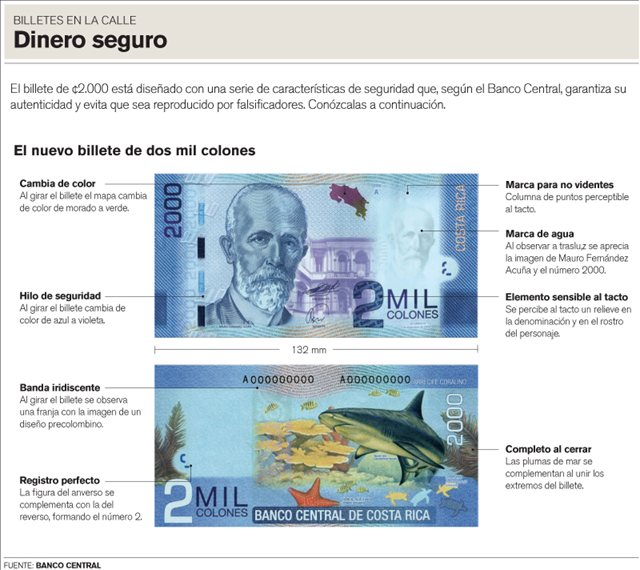 BILLETES EN LA CALLE
Dinero seguro
El billete de ¢2.000 está diseñado con una serie de características de seguridad que, según el Banco Central, garantiza su
autenticidad y evita que sea reproducido por falsificadores. Conózcalas a continuación.
El nuevo billete de dos mil colones
Cambia de color
Al girar el billete el mapa cambia
de color de morado a verde.
Hilo de seguridad
Al girar el billete cambia de
color de azul a violeta.
2000
A
COSTA RICA
2 MIL
COLONES
Marca para no videntes
Columna de puntos perceptible
al tacto.
Marca de agua
Al observar a trasluz se aprecia
la imagen de Mauro Fernández
Acuña y el número 2000.
Elemento sensible al tacto
Se percibe al tacto un relieve en
la denominación y en el rostro
del personaje.
132 mm
Banda iridiscente
Al girar el billete se observa
una franja con la imagen de un
diseño precolombino.
Registro perfecto
La figura del anverso se
complementa con la del
reverso, formando el número 2.
A000000000 A000000000
ARRECIFE CORALINO
2000
2 MIL
COLONES
BANCO CENTRAL DE COSTA RICA
Completo al cerrar
Las plumas de mar se
complementan al unir los
extremos del billete.
FUENTE: BANCO CENTRAL